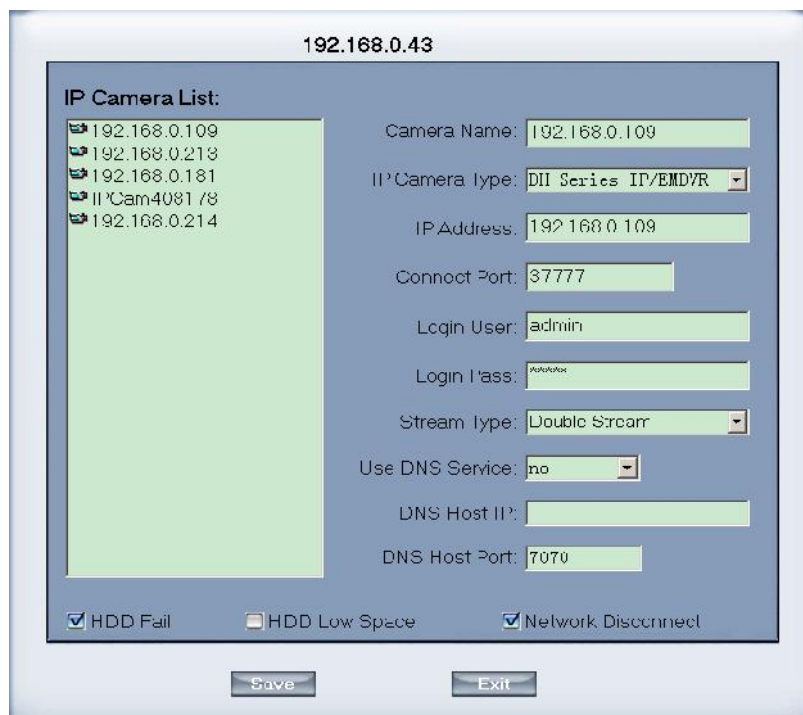 192.168.0.43
IP Camera List:
192.168.0.109
192.168.0.213
192.168.0.181
IPCam408178
192.168.0.214
Camera Name: 192.168.0.109
IP Camera Type: DH Series IP/EMDVR
IP Address: 192.168.0.109
Connect Port: 37777
Login User: admin
Login Pass: *****
Stream Type: Double Stream
Use DNS Service: no
DNS Host IP:
DNS Host Port: 7070
HDD Fail
HDD Low Space
Network Disconnect
Save
Exit